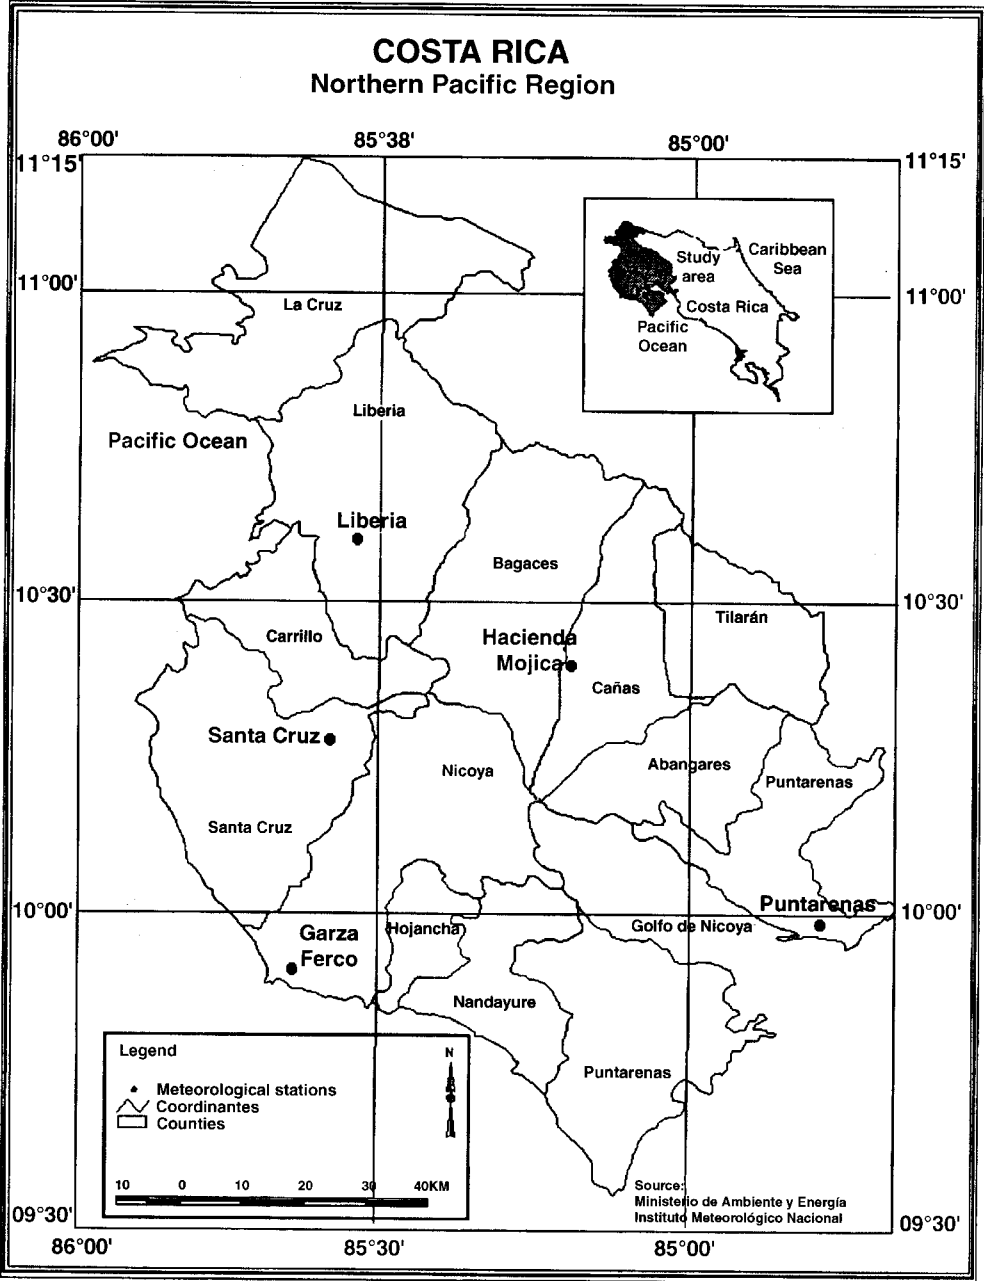 COSTA RICA
Northern Pacific Region
86°00'
85°38'
85°00'
11°15'
11°15'
Caribbean
Sea
Study
area
Costa Rica
Pacific
Ocean
11°00'
11°00'
La Cruz
Liberia
Pacific Ocean
Liberia
Bagaces
10°30'
10°30'
Tilarán
Carrillo
Hacienda
Mojica
Cañas
Santa Cruz
Nicoya
Abangares
Puntarenas
Santa Cruz
Puntarenas
10°00'
10°00'
Hojancha
Golfo de Nicoya
Garza
Ferco
Nandayure
Puntarenas
Legend
N
Meteorological stations
Coordinantes
Counties
10 0 10 20 30 40KM
Source:
Ministerio de Ambiente y Energía
Instituto Meteorológico Nacional
09°30'
09°30'
86°00'
85°30'
85°00'